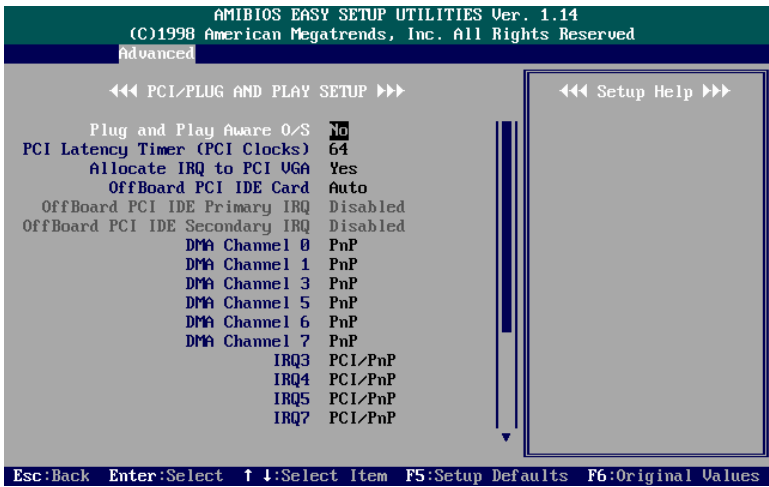 AMIBIOS EASY SETUP UTILITIES Ver. 1.14
(C)1998 American Megatrends, Inc. All Rights Reserved
Advanced
PCI/PLUG AND PLAY SETUP
Setup Help
Plug and Play Aware O/S No
PCI Latency Timer (PCI Clocks) 64
Allocate IRQ to PCI VGA Yes
OffBoard PCI IDE Card Auto
OffBoard PCI IDE Primary IRQ Disabled
OffBoard PCI IDE Secondary IRQ Disabled
DMA Channel 0 PnP
DMA Channel 1 PnP
DMA Channel 3 PnP
DMA Channel 5 PnP
DMA Channel 6 PnP
DMA Channel 7 PnP
IRQ3 PCI/PnP
IRQ4 PCI/PnP
IRQ5 PCI/PnP
IRQ7 PCI/PnP
Esc:Back Enter:Select ↑ ↓:Select Item F5:Setup Defaults F6:Original Values